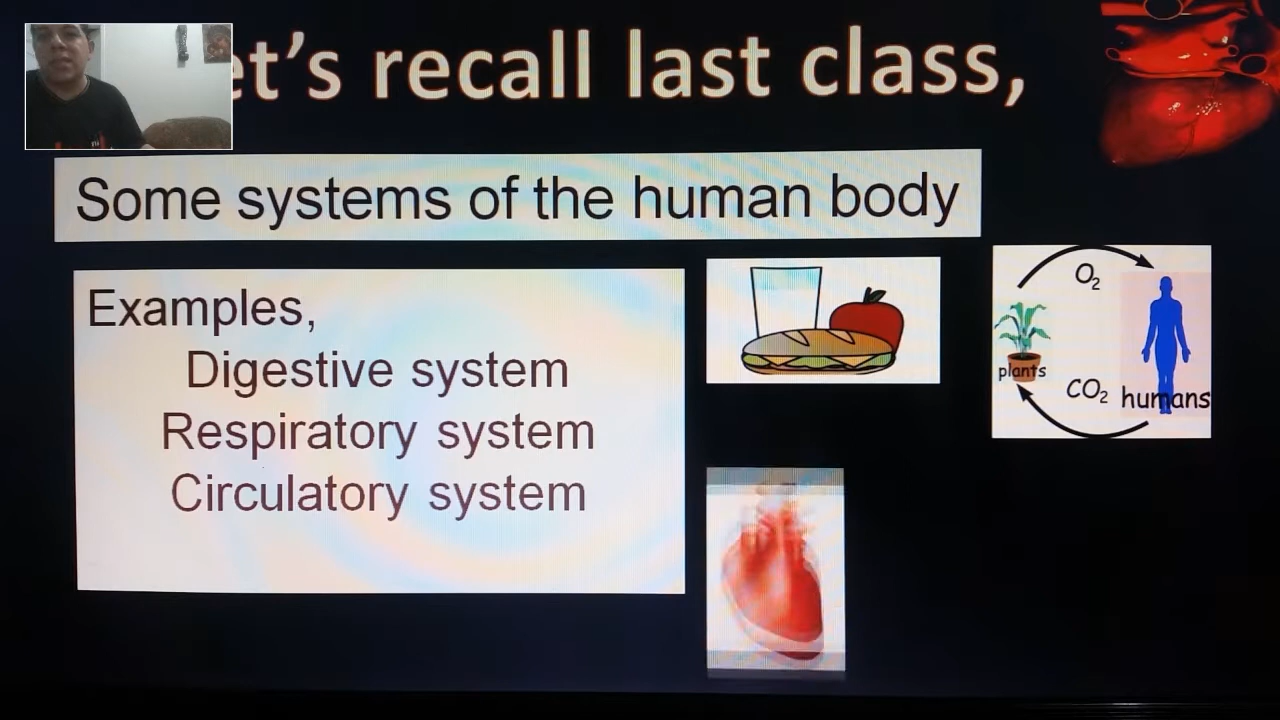 et's recall last class,
Some systems of the human body
Examples,
Digestive system
Respiratory system
Circulatory system
O2
plants
CO2
humans